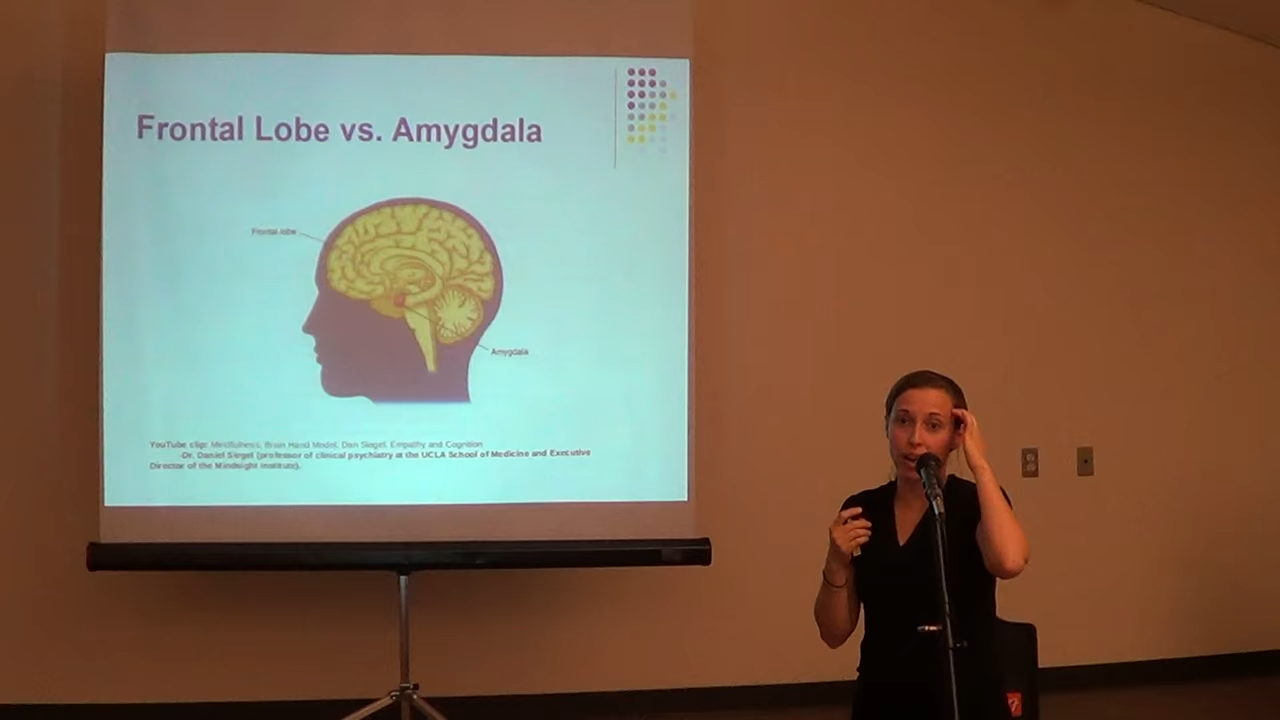 Frontal Lobe vs. Amygdala
Frontal lobe
Amygdala
YouTube clip: Mindfulness, Brain Hand Model, Dan Siegel, Empathy and Cognition
-Dr. Daniel Siegel (professor of clinical psychiatry at the UCLA School of Medicine and Executive
Director of the Mindsight Institute).